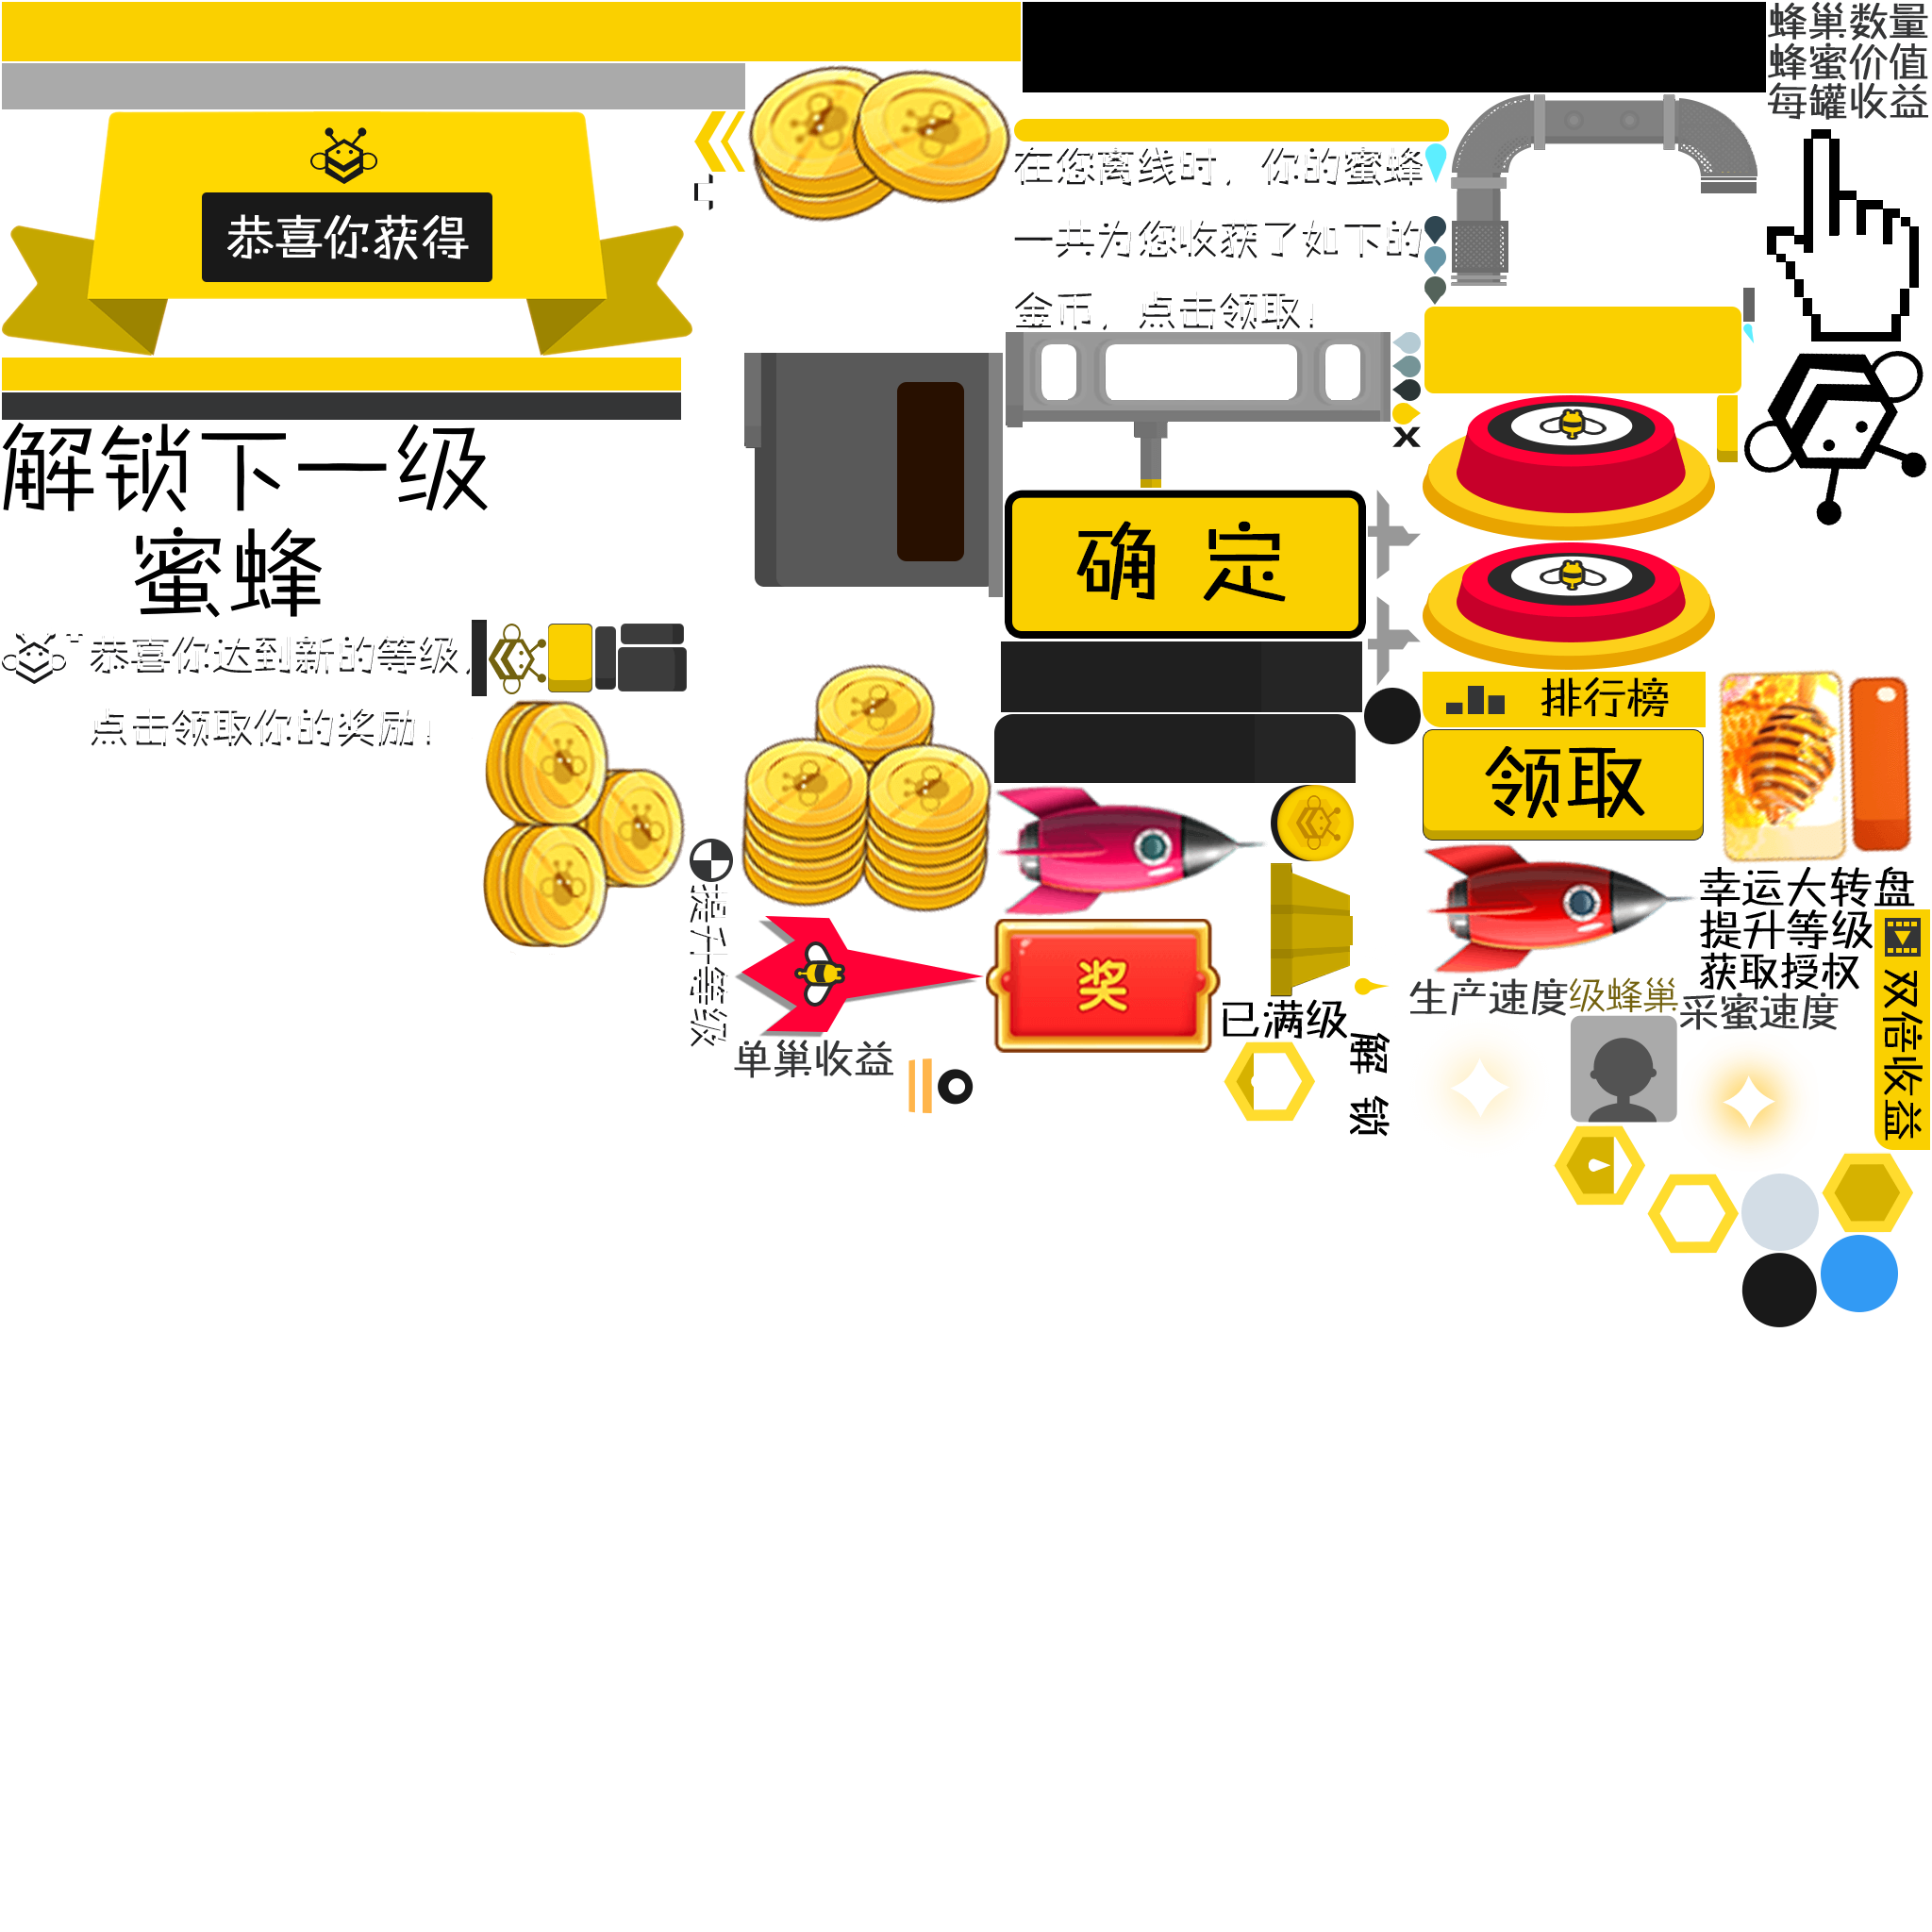 蜂巢数量
蜂蜜价值
每罐收益
恭喜你获得
在您离线时，你的蜜蜂
一共为您收获了如下的
金币，点击领取！
解锁下一级
蜜蜂
确 定
恭喜你达到新的等级，
点击领取你的奖励！
排行榜
领取
幸运大转盘
提升等级
获取授权
提升等级
奖
生产速度
级蜂巢
采蜜速度
双倍收益
已满级
单巢收益
解 锁